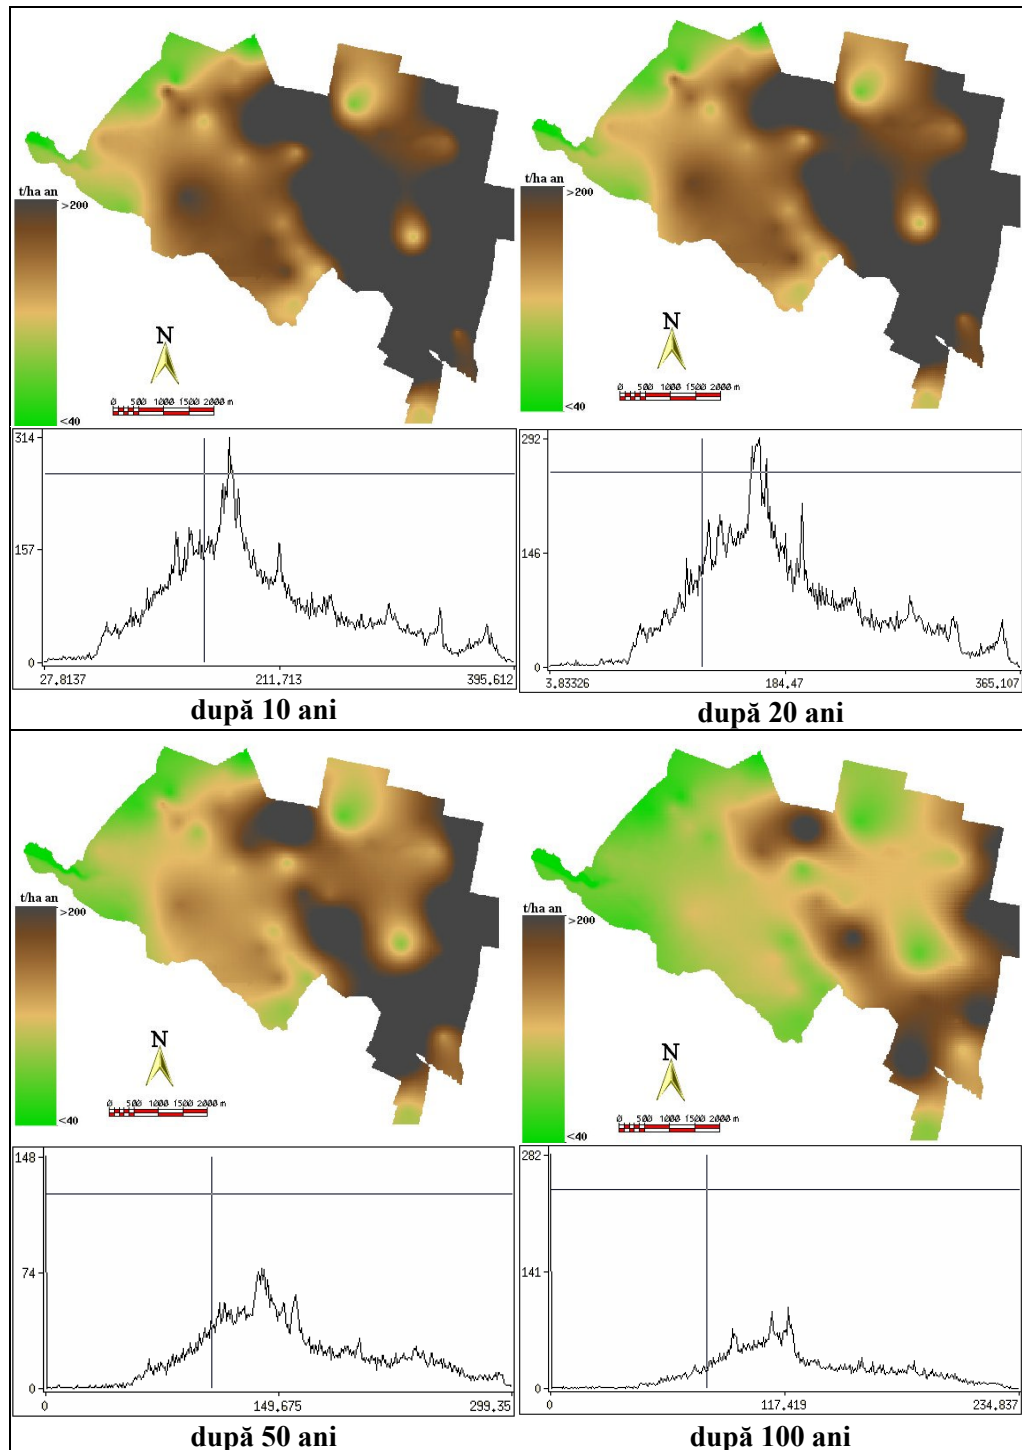 t/ha an
>200
<40
N
0 500 1000 1500 2000 m
t/ha an
>200
<40
N
0 500 1000 1500 2000 m
314
157
0
27,8137 211,713 395,612
după 10 ani
292
146
0
3,83326 184,47 365,107
după 20 ani
t/ha an
>200
<40
N
0 500 1000 1500 2000 m
t/ha an
>200
<40
N
0 500 1000 1500 2000 m
148
74
0
0 149,675 299,35
după 50 ani
282
141
0
0 117,419 234,837
după 100 ani